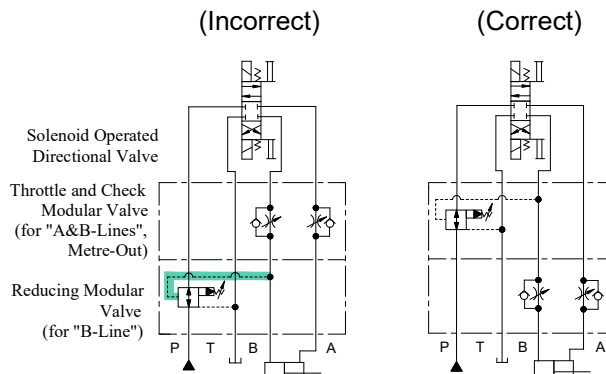 (Incorrect)
(Correct)
Solenoid Operated
Directional Valve
Throttle and Check
Modular Valve
(for "A&B-Lines",
Metre-Out)
Reducing Modular
Valve
(for "B-Line")
P T B A
P T B A